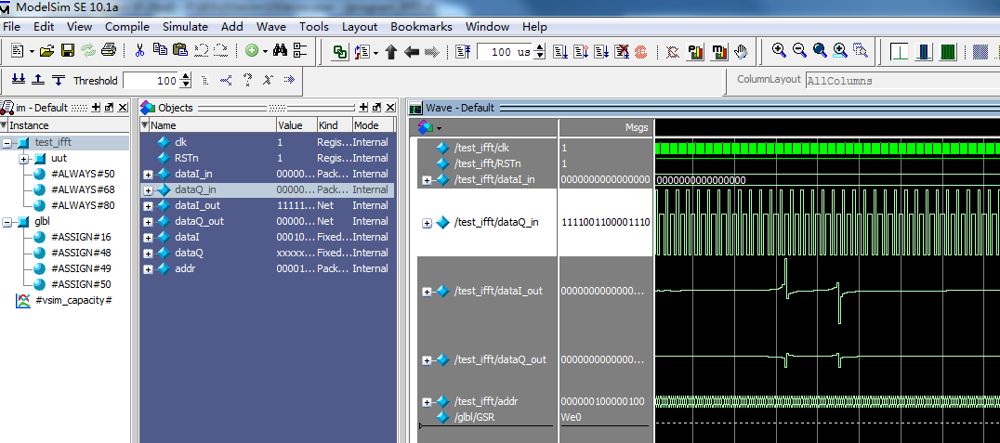 ModelSim SE 10.1a
File Edit View Compile Simulate Add Wave Tools Layout Bookmarks Window Help
100 us
Threshold 100
ColumnLayout AllColumns
im - Default
Instance
test_ifft
uut
#ALWAYS#50
#ALWAYS#68
#ALWAYS#80
glbl
#ASSIGN#16
#ASSIGN#48
#ASSIGN#49
#ASSIGN#50
#vsim_capacity#
Objects
Name Value Kind Mode
clk 1 Regis... Internal
RSTn 1 Regis... Internal
dataI_in 00000... Pack... Internal
dataQ_in 00000... Pack... Internal
dataI_out 11111... Net Internal
dataQ_out 00000... Net Internal
dataI 00010... Fixed... Internal
dataQ xxxxx... Fixed... Internal
addr 00001... Pack... Internal
Wave - Default
Msgs
/test_ifft/clk 1
/test_ifft/RSTn 1
/test_ifft/dataI_in 0000000000000000 0000000000000000
/test_ifft/dataQ_in 1111001100001110
/test_ifft/dataI_out 0000000000000...
/test_ifft/dataQ_out 0000000000000...
/test_ifft/addr 000000100000100
/glbl/GSR We0